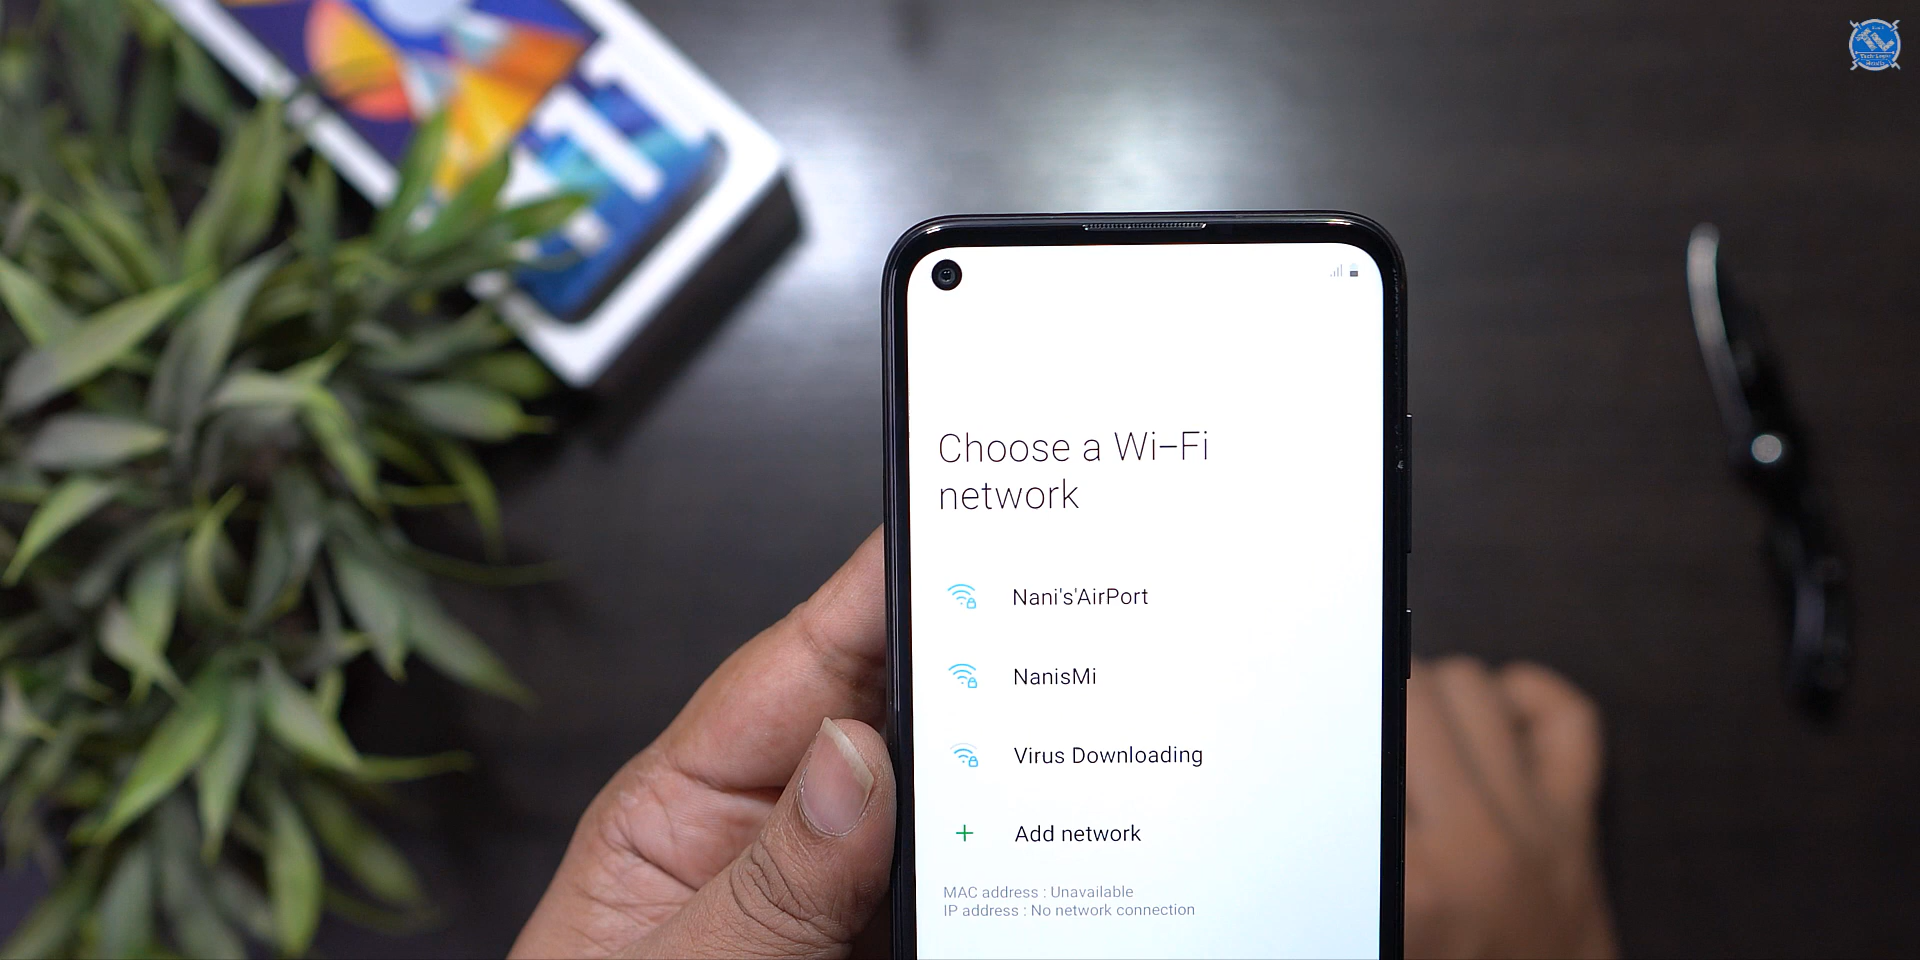 11
Choose a Wi-Fi
network
Nani's'AirPort
NanisMi
Virus Downloading
Add network
MAC address : Unavailable
IP address : No network connection